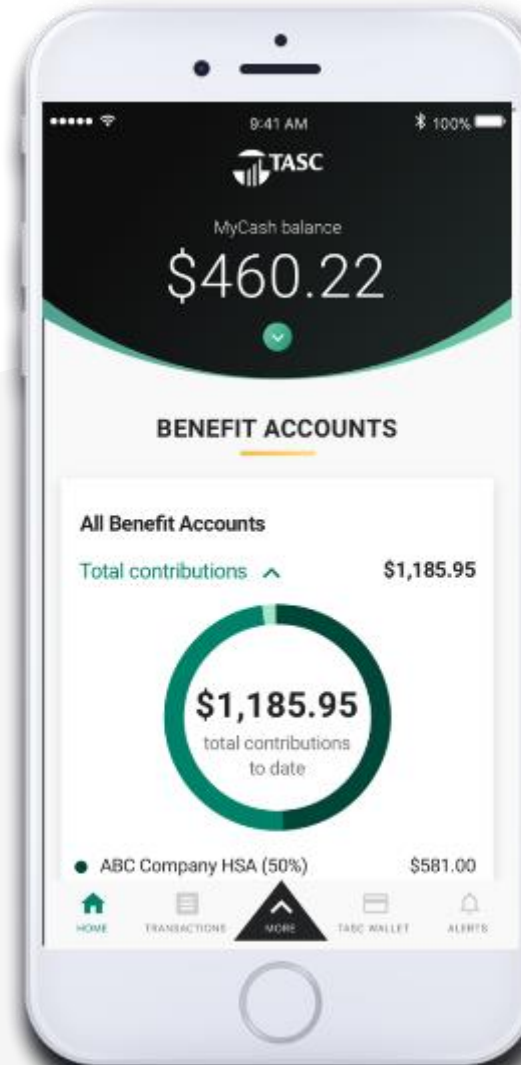 9:41 AM
100%
TASC
MyCash balance
$460.22
BENEFIT ACCOUNTS
All Benefit Accounts
Total contributions $1,185.95
$1,185.95
total contributions
to date
ABC Company HSA (50%) $581.00
HOME TRANSACTIONS MORE TASC WALLET ALERTS